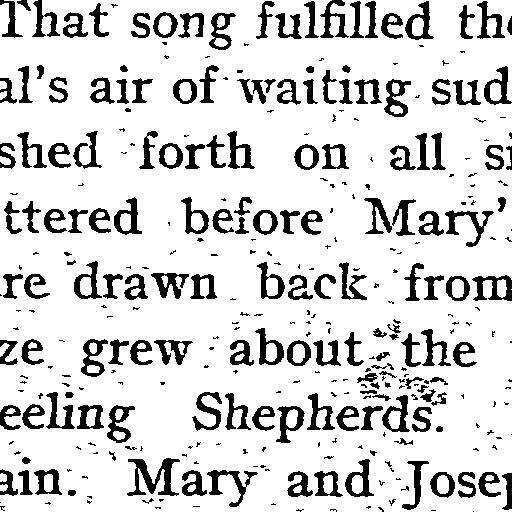 That song fulfilled the
al's air of waiting sud
shed forth on all si
ttered before Mary'
re drawn back from
ze grew about the
eeling Shepherds.
ain. Mary and Josep